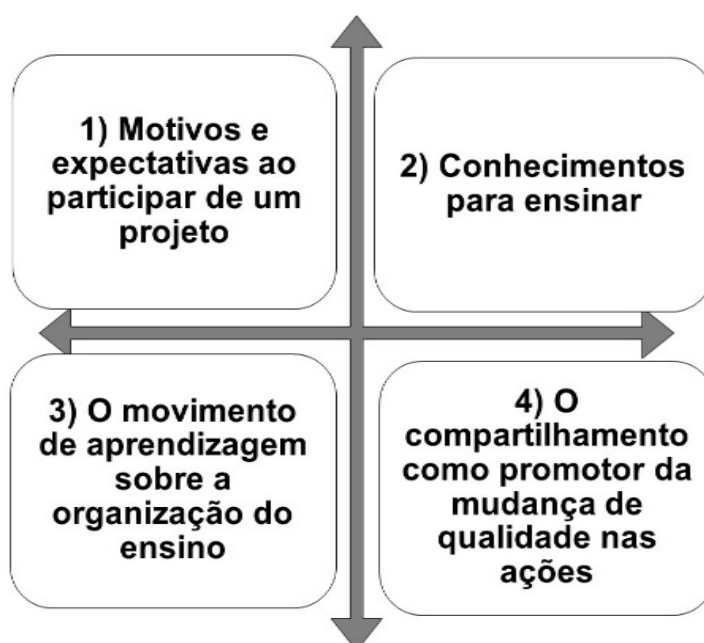 1) Motivos e
expectativas ao
participar de um
projeto
2) Conhecimentos
para ensinar
3) O movimento
de aprendizagem
sobre a
organização do
ensino
4) O
compartilhamento
como promotor da
mudança de
qualidade nas
ações